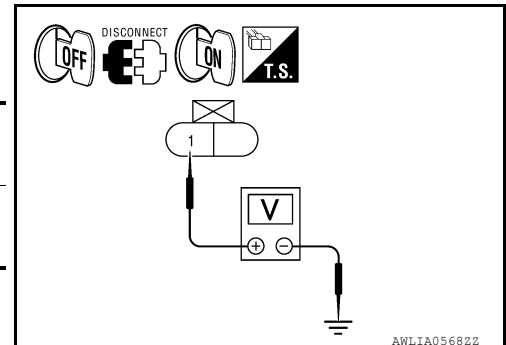 DISCONNECT
OFF
ON
T.S.
1
V
+ −
AWLIA0568ZZ